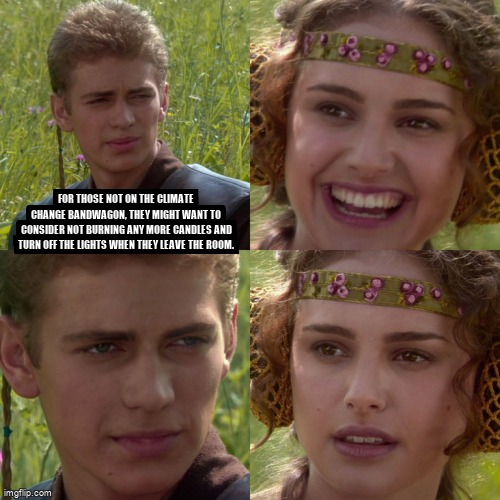 FOR THOSE NOT ON THE CLIMATE
CHANGE BANDWAGON, THEY MIGHT WANT TO
CONSIDER NOT BURNING ANY MORE CANDLES AND
TURN OFF THE LIGHTS WHEN THEY LEAVE THE ROOM.
imgflip.com